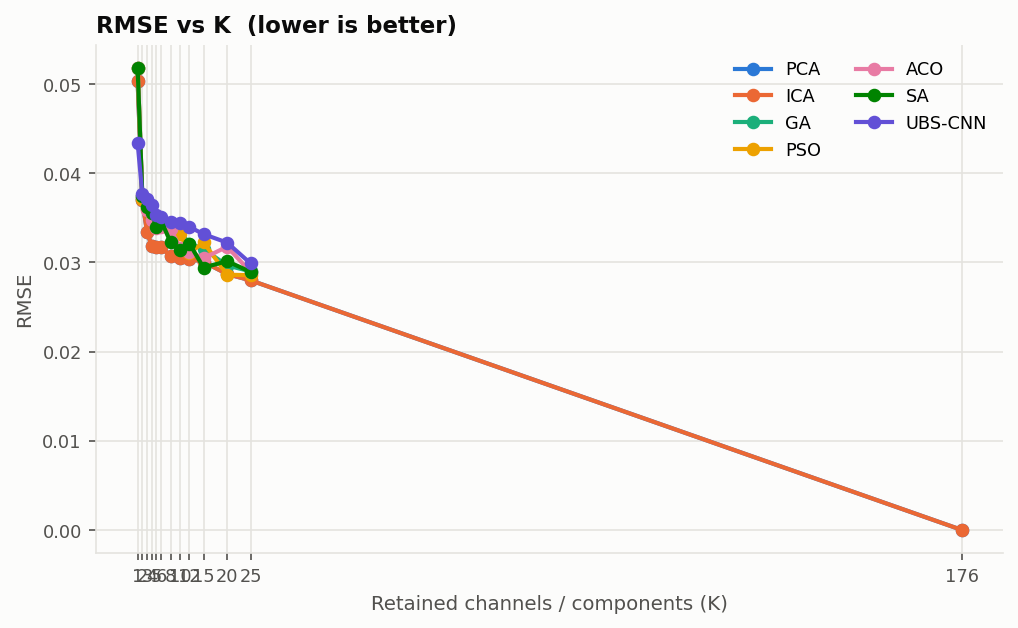 RMSE vs K  (lower is better)
PCA
ICA
GA
PSO
ACO
SA
UBS-CNN
RMSE
0.05
0.04
0.03
0.02
0.01
0.00
15 20 25 176
Retained channels / components (K)